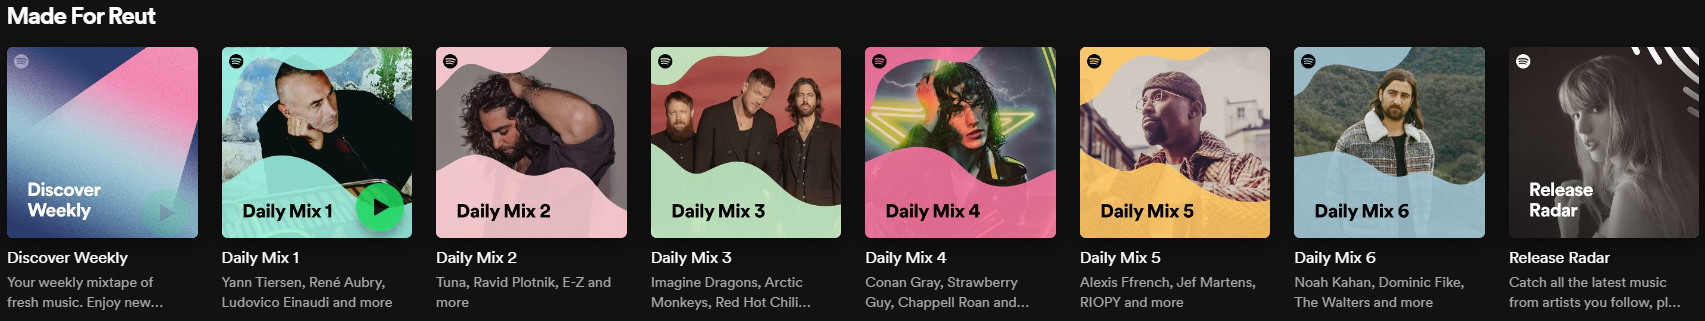 Made For Reut
Discover
Weekly
Daily Mix 1
Daily Mix 2
Daily Mix 3
Daily Mix 4
Daily Mix 5
Daily Mix 6
Release
Radar
Discover Weekly
Your weekly mixtape of
fresh music. Enjoy new...
Daily Mix 1
Yann Tiersen, René Aubry,
Ludovico Einaudi and more
Daily Mix 2
Tuna, Ravid Plotnik, E-Z and
more
Daily Mix 3
Imagine Dragons, Arctic
Monkeys, Red Hot Chili...
Daily Mix 4
Conan Gray, Strawberry
Guy, Chappell Roan and...
Daily Mix 5
Alexis Ffrench, Jef Martens,
RIOPY and more
Daily Mix 6
Noah Kahan, Dominic Fike,
The Walters and more
Release Radar
Catch all the latest music
from artists you follow, pl...